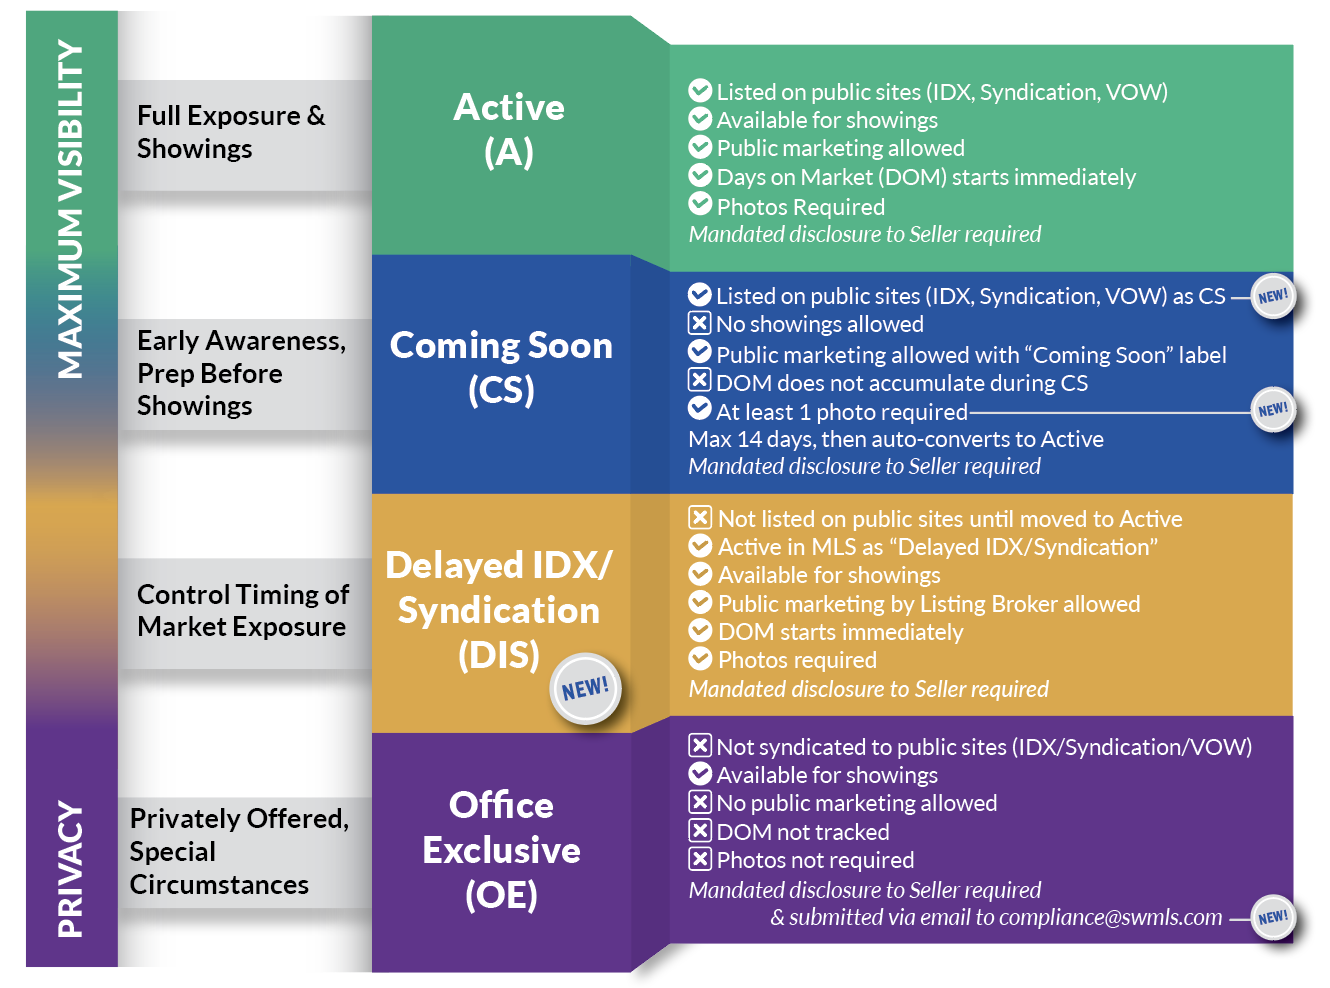 MAXIMUM VISIBILITY
Full Exposure &
Showings
Active
(A)
Listed on public sites (IDX, Syndication, VOW)
Available for showings
Public marketing allowed
Days on Market (DOM) starts immediately
Photos Required
Mandated disclosure to Seller required
Early Awareness,
Prep Before
Showings
Coming Soon
(CS)
Listed on public sites (IDX, Syndication, VOW) as CS
NEW!
No showings allowed
Public marketing allowed with “Coming Soon” label
DOM does not accumulate during CS
At least 1 photo required
NEW!
Max 14 days, then auto-converts to Active
Mandated disclosure to Seller required
Control Timing of
Market Exposure
Delayed IDX/
Syndication
(DIS)
NEW!
Not listed on public sites until moved to Active
Active in MLS as “Delayed IDX/Syndication”
Available for showings
Public marketing by Listing Broker allowed
DOM starts immediately
Photos required
Mandated disclosure to Seller required
PRIVACY
Privately Offered,
Special
Circumstances
Office
Exclusive
(OE)
Not syndicated to public sites (IDX/Syndication/VOW)
Available for showings
No public marketing allowed
DOM not tracked
Photos not required
Mandated disclosure to Seller required
& submitted via email to compliance@swmls.com
NEW!